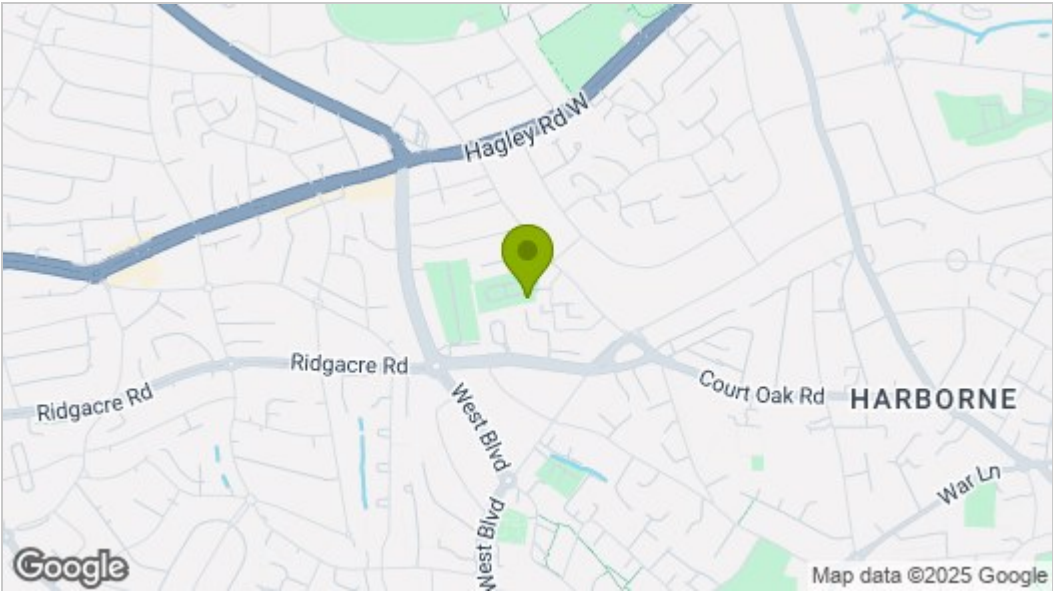 Hagley Rd W
Ridgacre Rd
Ridgacre Rd
Court Oak Rd
HARBORNE
West Blvd
War Ln
West Blvd
Google
Map data ©2025 Google